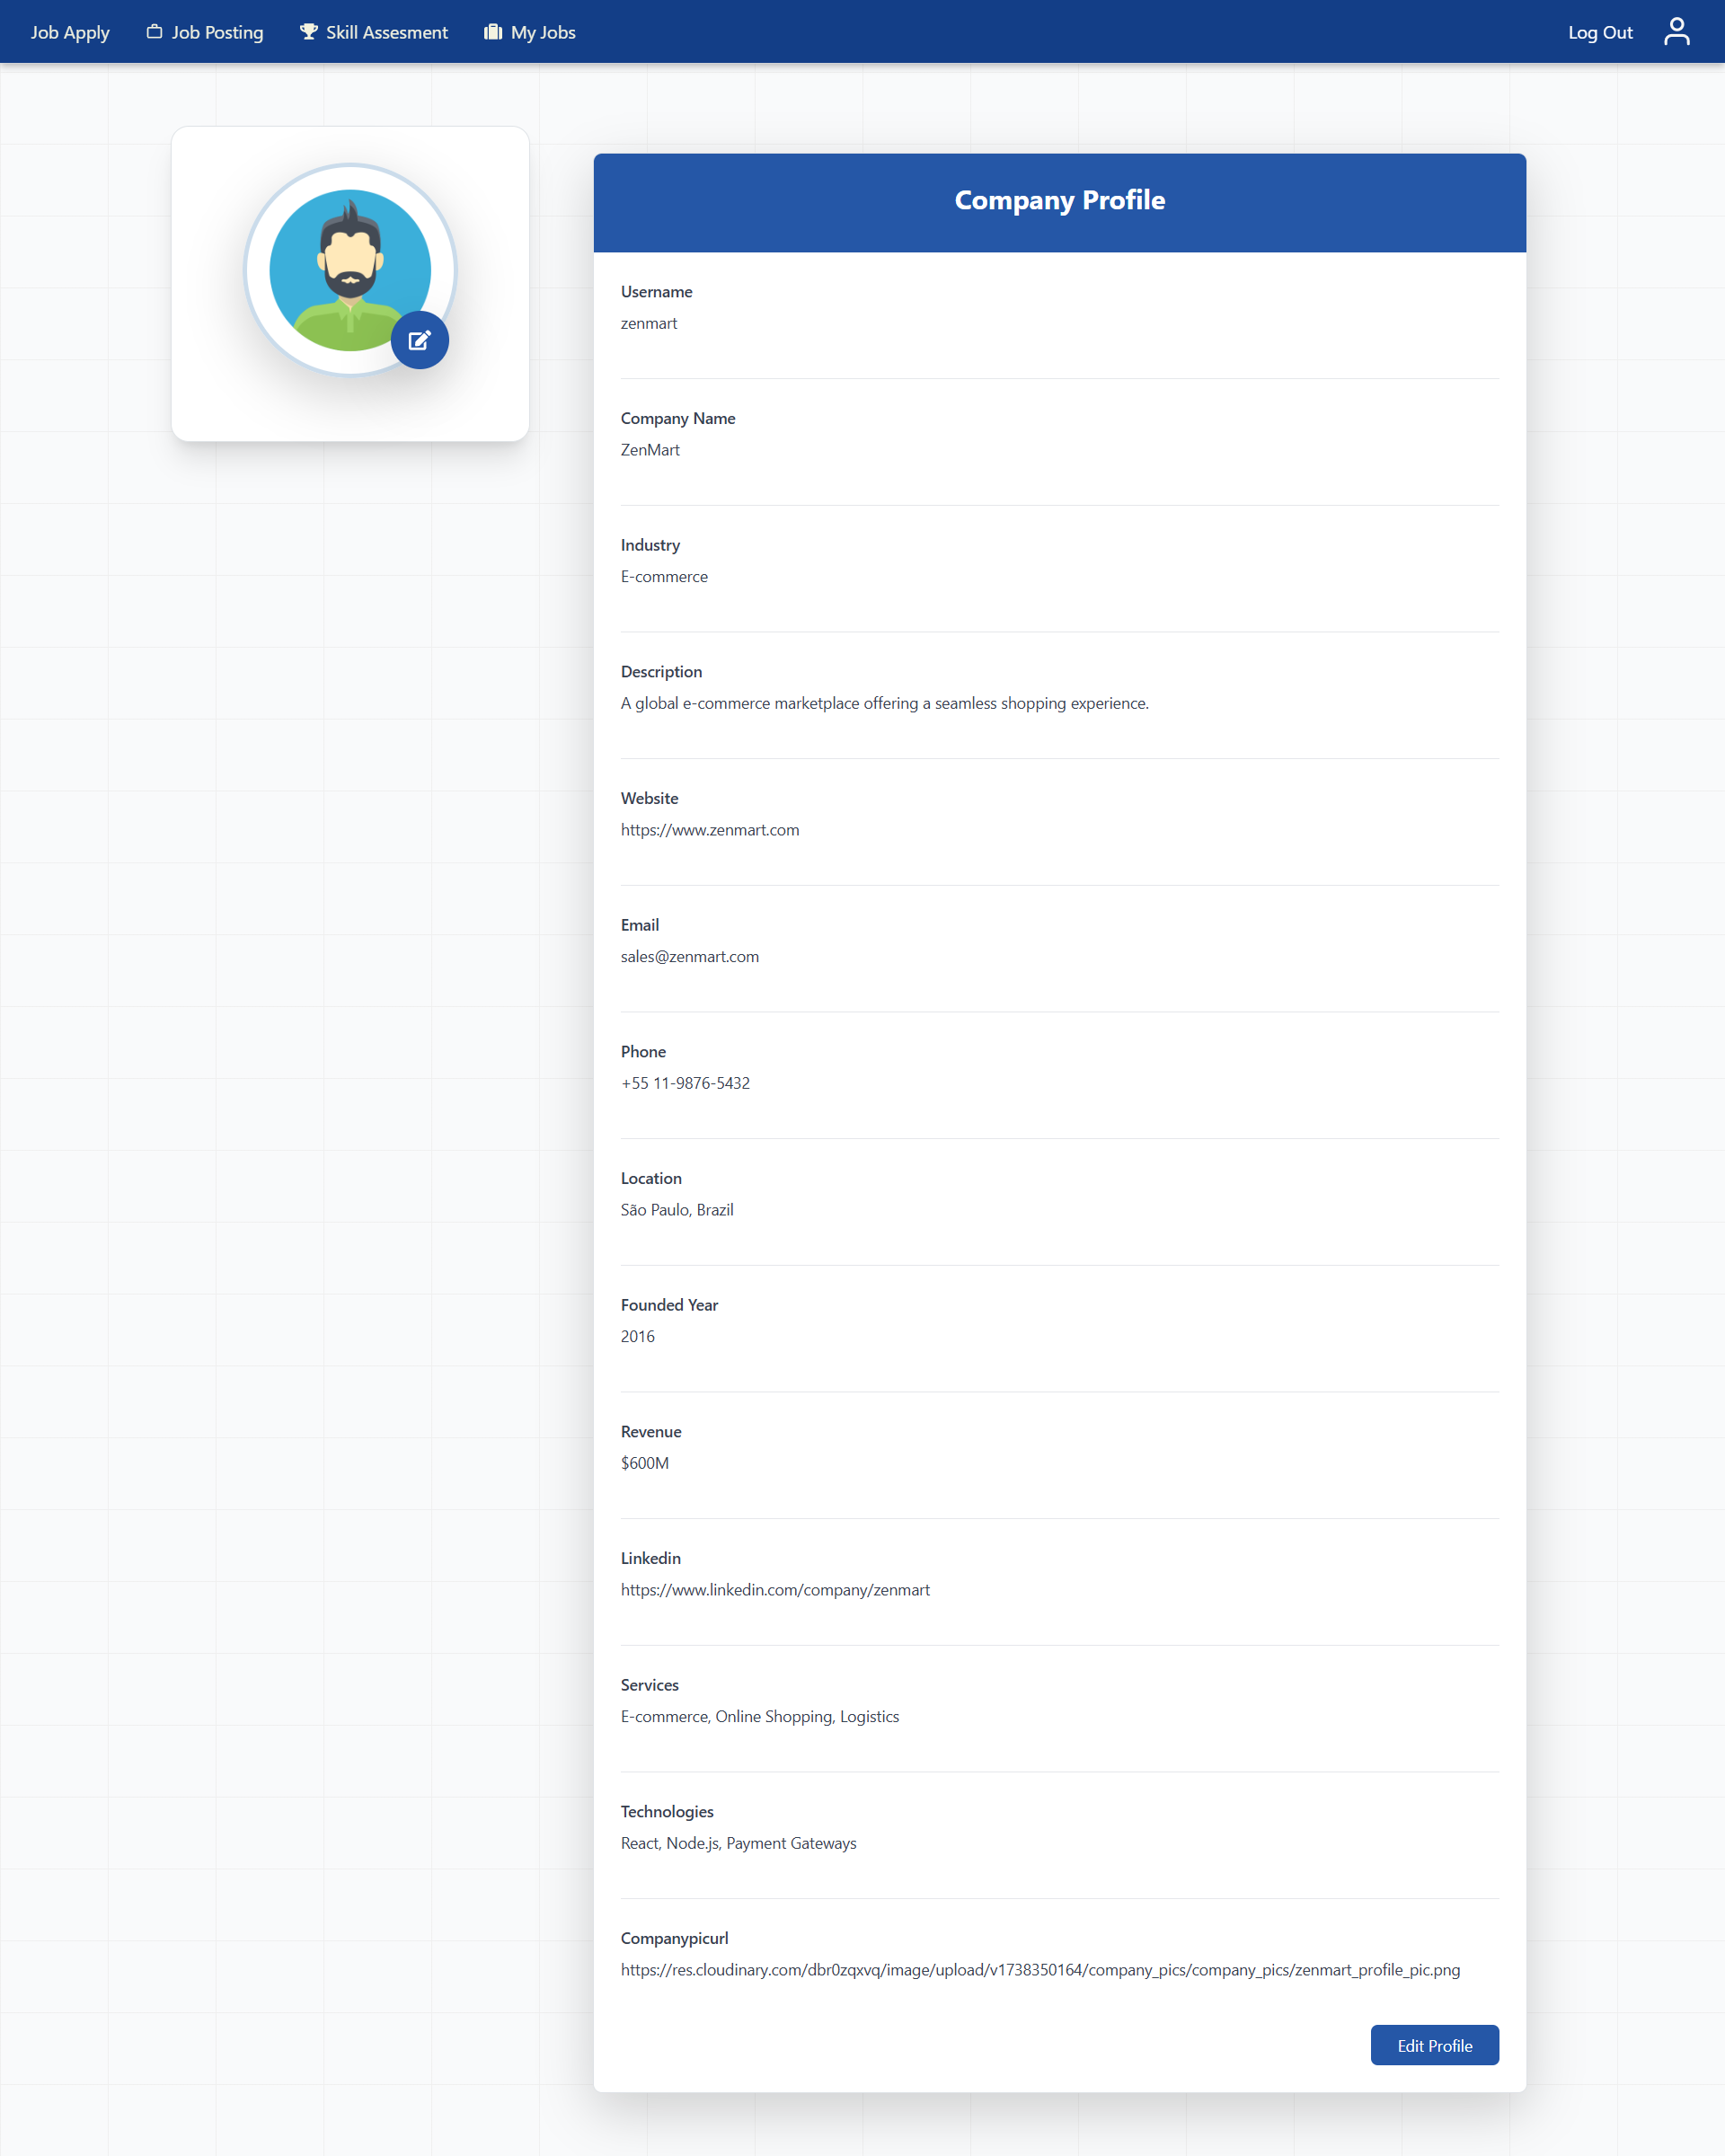 Job Apply
Job Posting
Skill Assesment
My Jobs
Log Out
Company Profile
Username
zenmart
Company Name
ZenMart
Industry
E-commerce
Description
A global e-commerce marketplace offering a seamless shopping experience.
Website
https://www.zenmart.com
Email
sales@zenmart.com
Phone
+55 11-9876-5432
Location
São Paulo, Brazil
Founded Year
2016
Revenue
$600M
Linkedin
https://www.linkedin.com/company/zenmart
Services
E-commerce, Online Shopping, Logistics
Technologies
React, Node.js, Payment Gateways
Companypicurl
https://res.cloudinary.com/dbr0zqxvq/image/upload/v1738350164/company_pics/company_pics/zenmart_profile_pic.png
Edit Profile